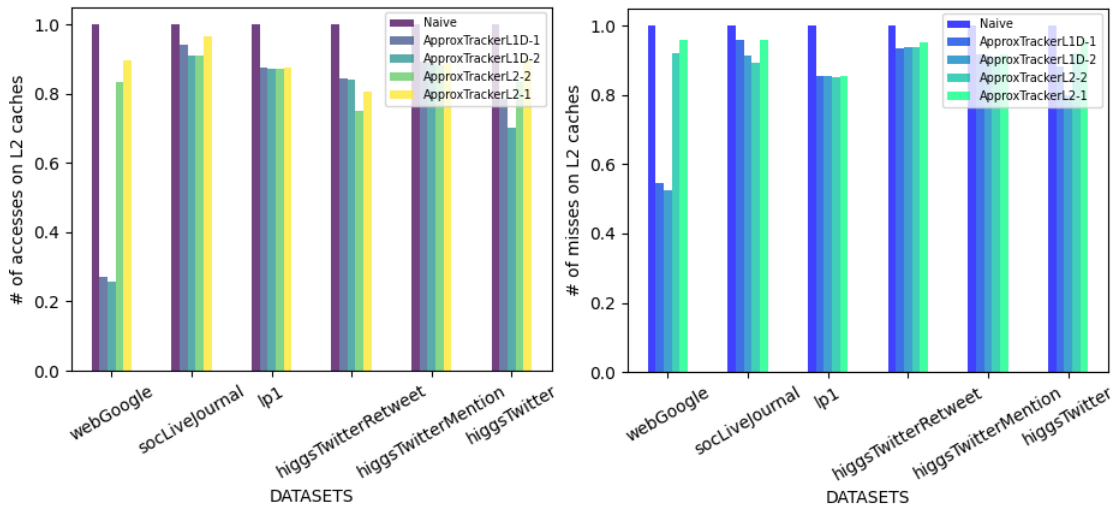 # of accesses on L2 caches
1.0
0.8
0.6
0.4
0.2
0.0
Naive
ApproxTrackerL1D-1
ApproxTrackerL1D-2
ApproxTrackerL2-2
ApproxTrackerL2-1
webGoogle
socLiveJournal
lp1
higgsTwitterRetweet
higgsTwitterMention
higgsTwitter
DATASETS
# of misses on L2 caches
1.0
0.8
0.6
0.4
0.2
0.0
Naive
ApproxTrackerL1D-1
ApproxTrackerL1D-2
ApproxTrackerL2-2
ApproxTrackerL2-1
webGoogle
socLiveJournal
lp1
higgsTwitterRetweet
higgsTwitterMention
higgsTwitter
DATASETS